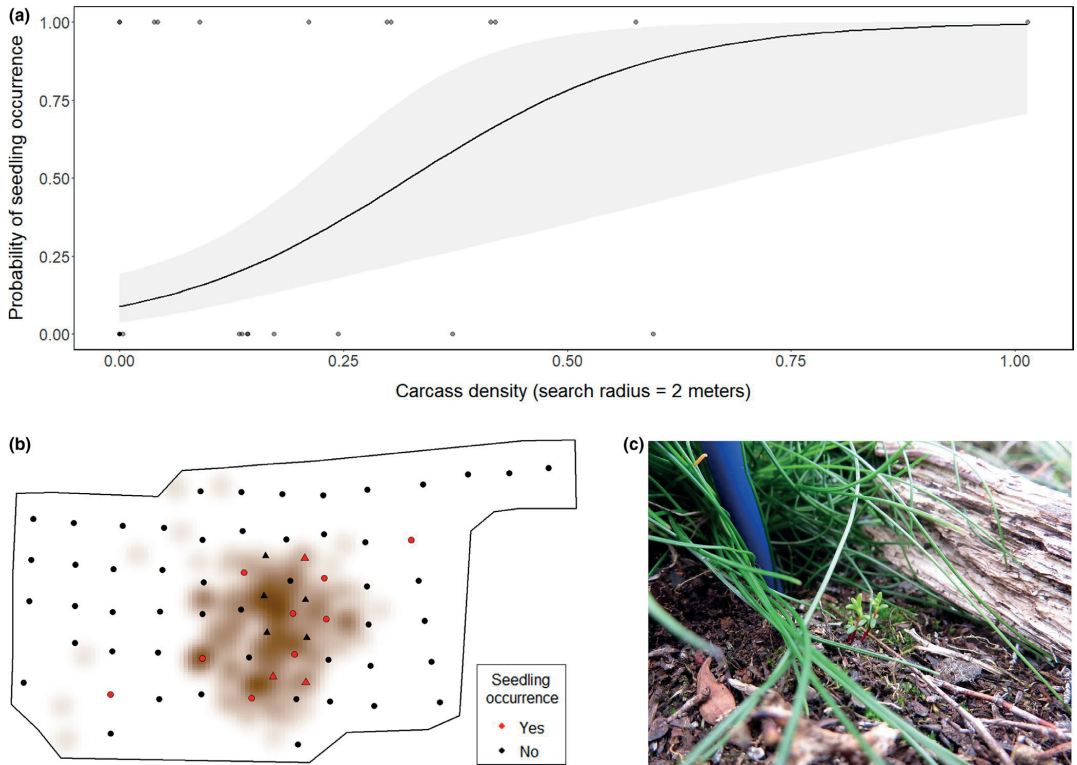 (a)
Probability of seedling occurrence
1.00
0.75
0.50
0.25
0.00
0.00 0.25 0.50 0.75 1.00
Carcass density (search radius = 2 meters)
(b)
Seedling
occurrence
Yes
No
(c)